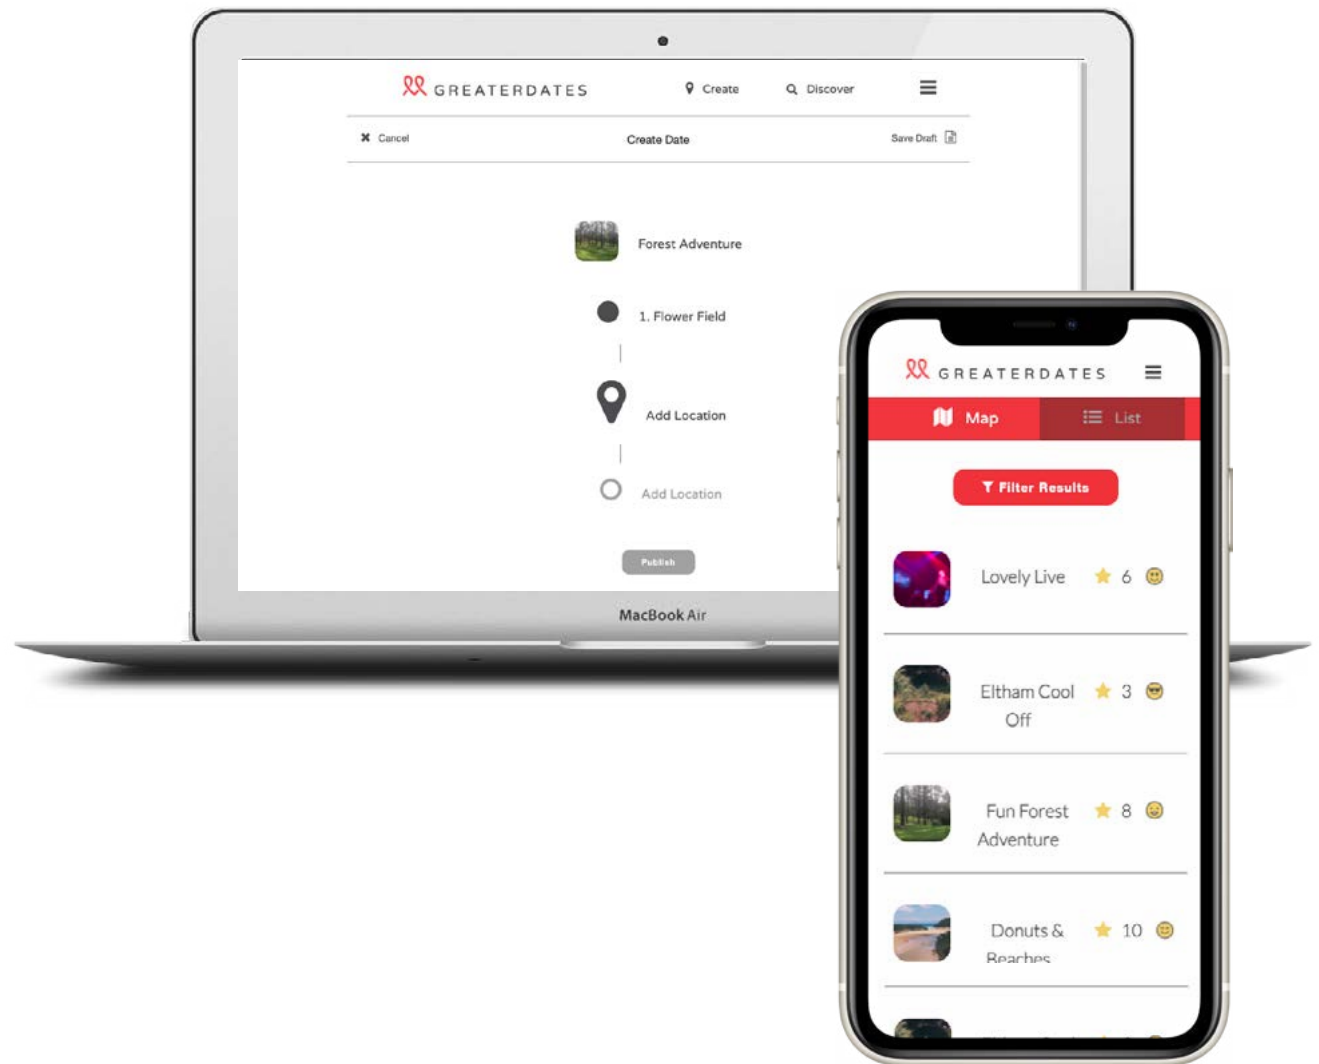 GREATERDATES
Create
Discover
Cancel
Create Date
Save Draft
Forest Adventure
1. Flower Field
Add Location
Add Location
Publish
MacBook Air
GREATERDATES
Map
List
Filter Results
Lovely Live
6
Eltham Cool
Off
3
Fun Forest
Adventure
8
Donuts &
Beaches
10